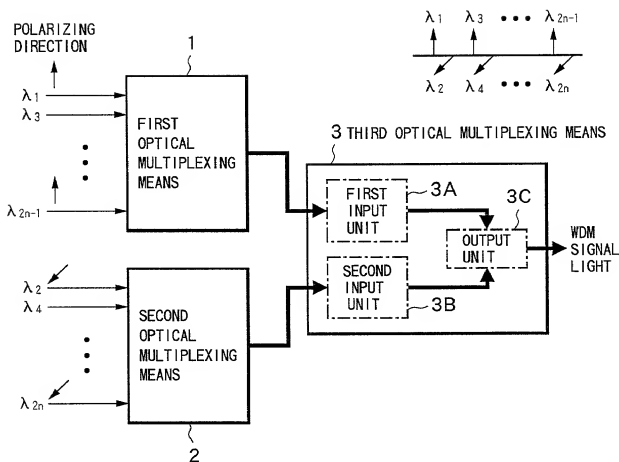 λ1 λ3 ••• λ2n-1
λ2 λ4 ••• λ2n
POLARIZING
DIRECTION
1
λ1
λ3
λ2n-1
FIRST
OPTICAL
MULTIPLEXING
MEANS
3 THIRD OPTICAL MULTIPLEXING MEANS
FIRST
INPUT
UNIT
3A
3C
OUTPUT
UNIT
WDM
SIGNAL
LIGHT
SECOND
INPUT
UNIT
3B
λ2
λ4
λ2n
SECOND
OPTICAL
MULTIPLEXING
MEANS
2